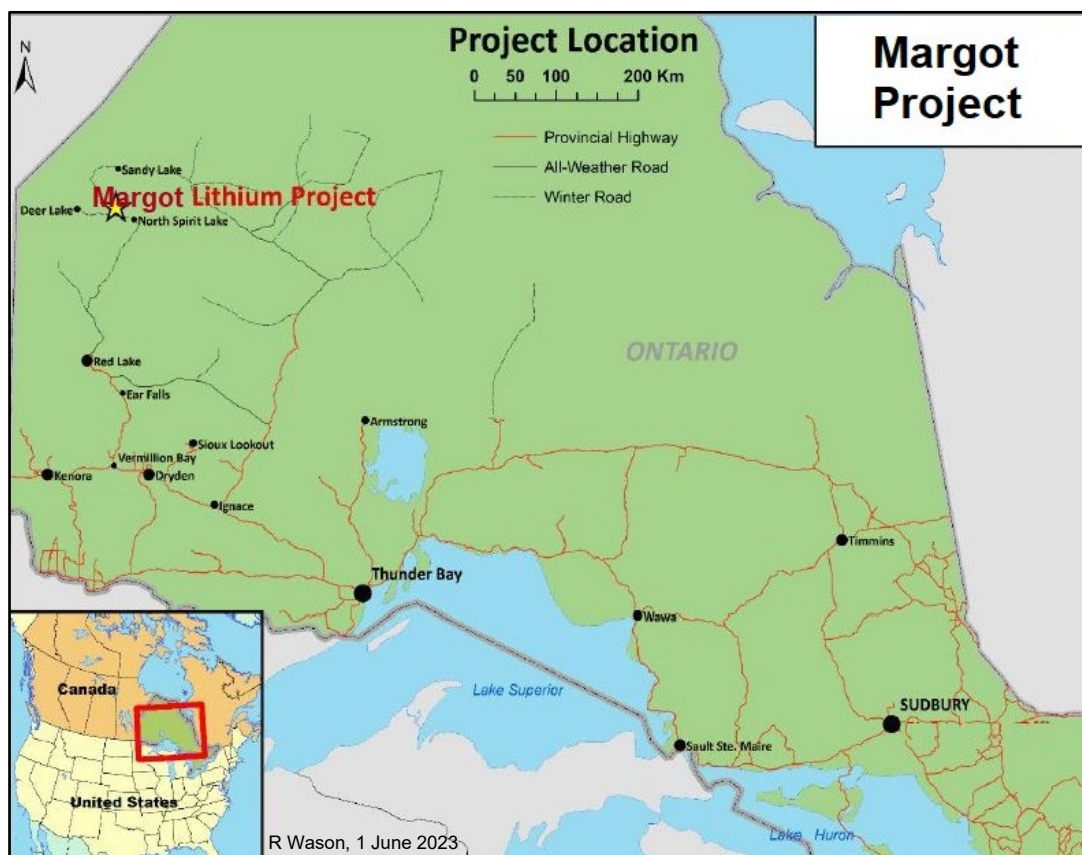 Project Location
0 50 100 200 Km
Provincial Highway
All-Weather Road
Winter Road
Margot
Project
N
Sandy Lake
Margot Lithium Project
Deer Lake
North Spirit Lake
ONTARIO
Red Lake
Ear Falls
Armstrong
Sioux Lookout
Vermillion Bay
Kenora
Dryden
Ignace
Timmins
Thunder Bay
Wawa
Canada
Lake Superior
SUDBURY
Sault Ste. Maire
United States
Lake Huron
R Wason, 1 June 2023